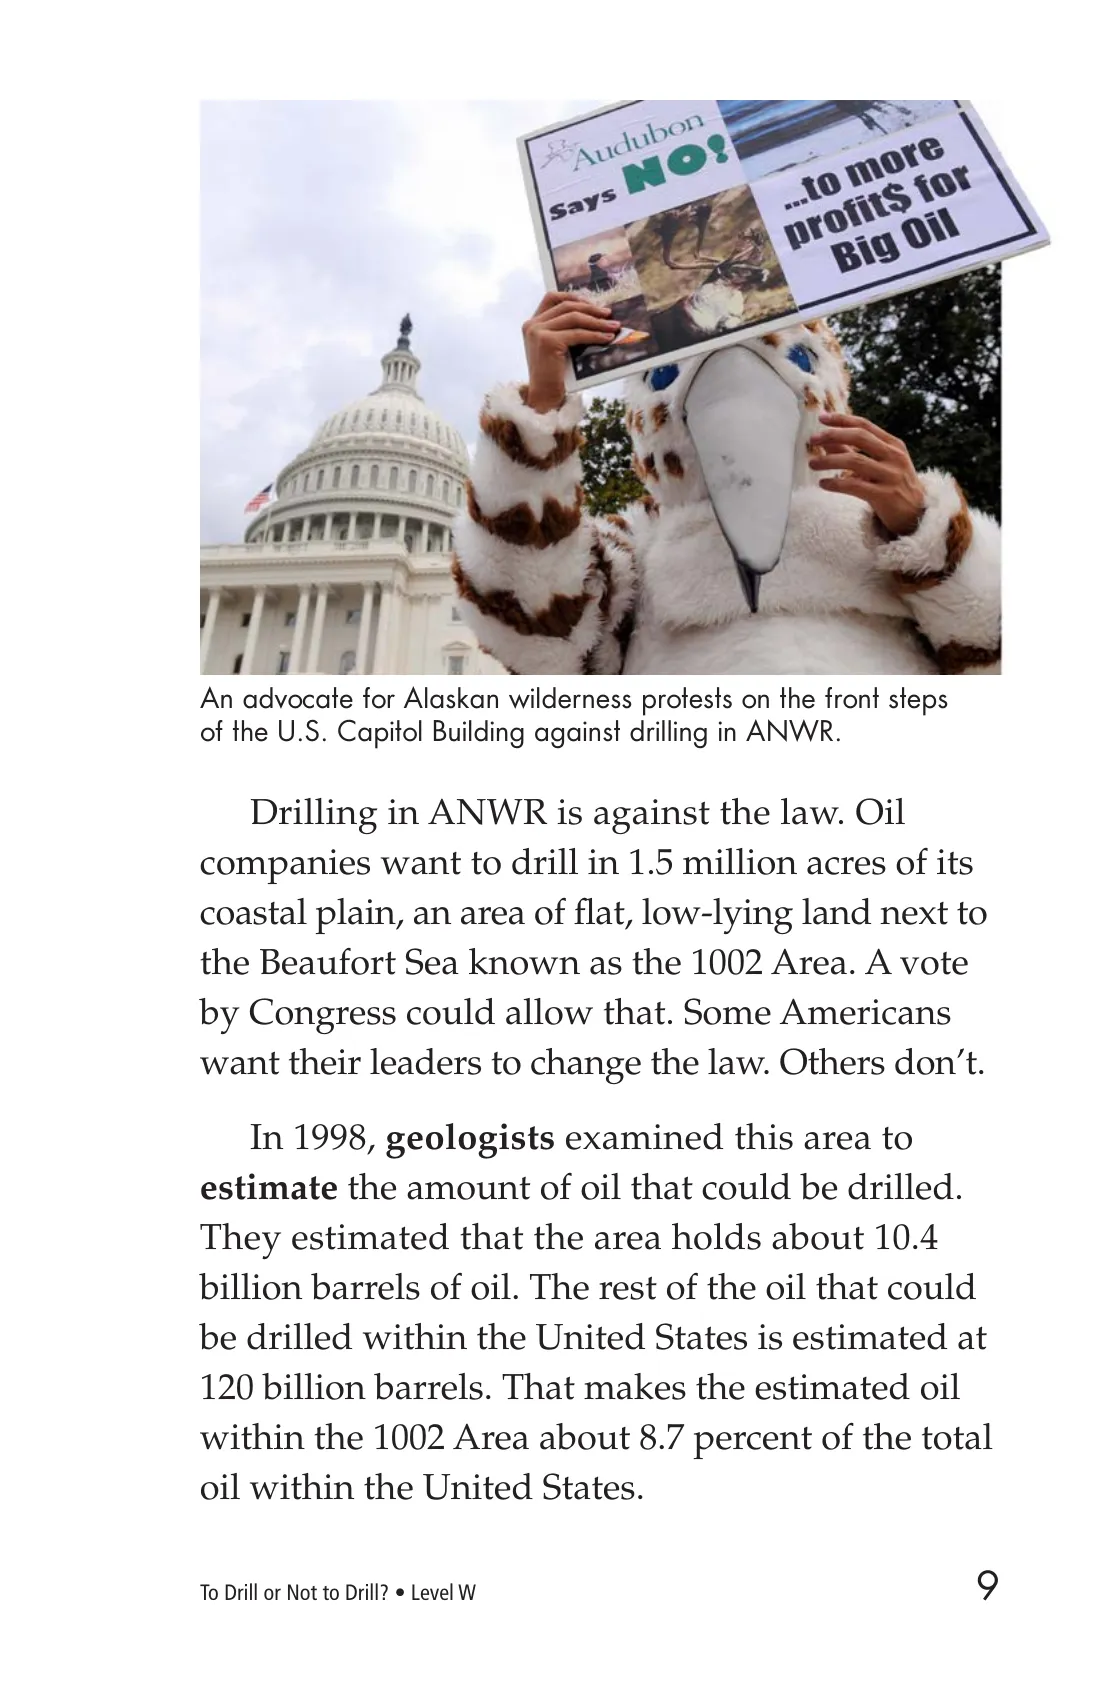 Audubon
says NO!
...to more
profit$ for
Big Oil
An advocate for Alaskan wilderness protests on the front steps
of the U.S. Capitol Building against drilling in ANWR.
Drilling in ANWR is against the law. Oil
companies want to drill in 1.5 million acres of its
coastal plain, an area of flat, low-lying land next to
the Beaufort Sea known as the 1002 Area. A vote
by Congress could allow that. Some Americans
want their leaders to change the law. Others don’t.
In 1998, geologists examined this area to
estimate the amount of oil that could be drilled.
They estimated that the area holds about 10.4
billion barrels of oil. The rest of the oil that could
be drilled within the United States is estimated at
120 billion barrels. That makes the estimated oil
within the 1002 Area about 8.7 percent of the total
oil within the United States.
To Drill or Not to Drill? • Level W
9